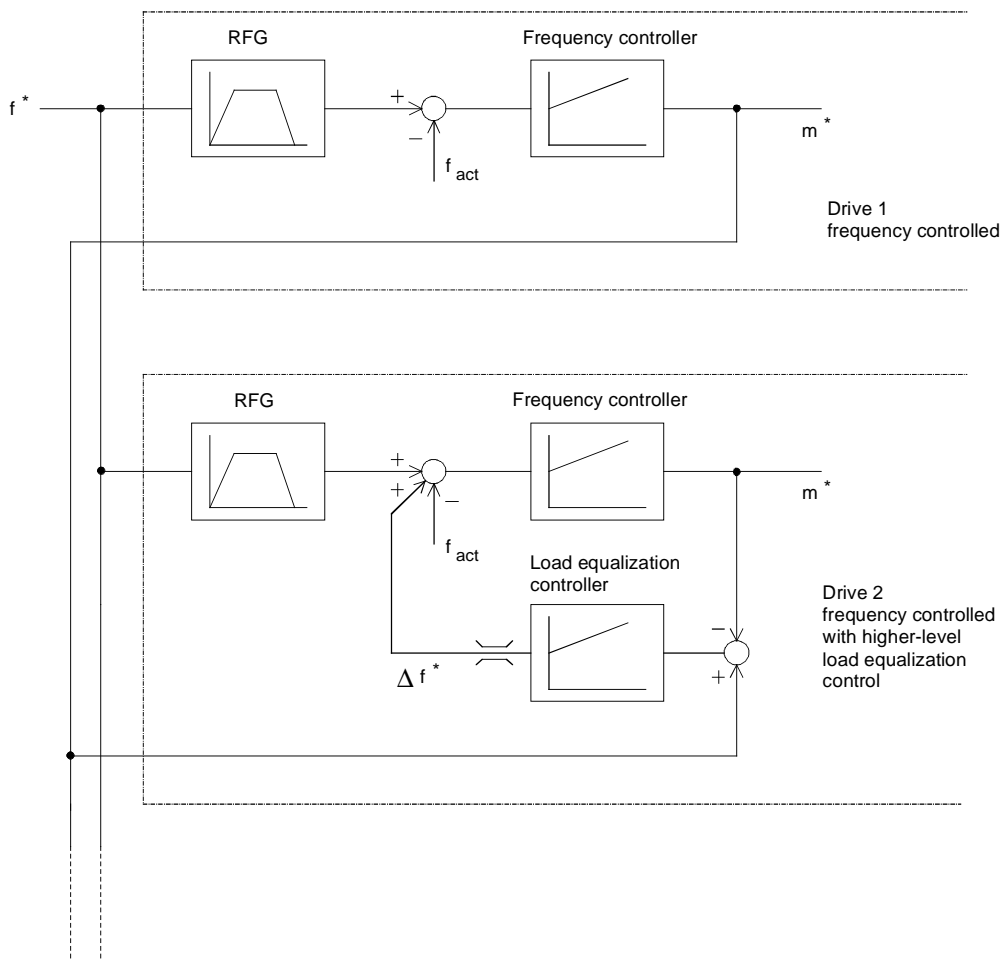 RFG
Frequency controller
f *
+
−
f act
m *
Drive 1
frequency controlled
RFG
Frequency controller
+
+
−
f act
m *
Load equalization
controller
Drive 2
frequency controlled
with higher-level
load equalization
control
−
+
Δ f *